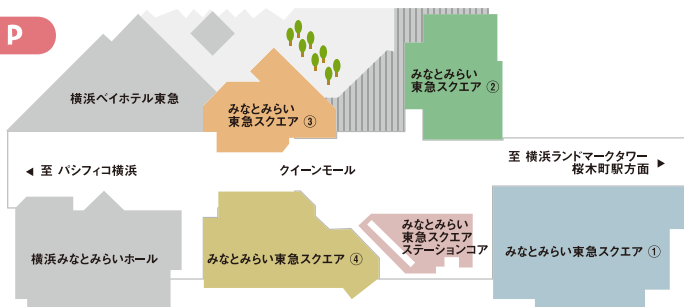 P
みなとみらい
東急スクエア ②
横浜ベイホテル東急
みなとみらい
東急スクエア ③
至 横浜ランドマークタワー
桜木町駅方面 ▶
◀ 至 パシフィコ横浜
クイーンモール
みなとみらい
東急スクエア
ステーションコア
横浜みなとみらいホール
みなとみらい東急スクエア ④
みなとみらい東急スクエア ①